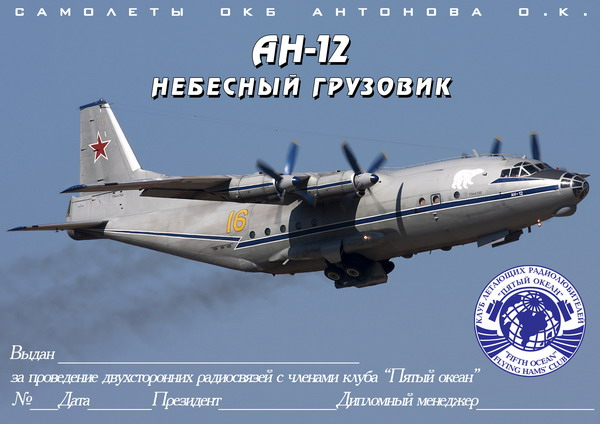 САМОЛЕТЫ ОКБ АНТОНОВА О.К.
АН-12
НЕБЕСНЫЙ ГРУЗОВИК
16
КЛУБ ЛЕТАЮЩИХ РАДИОЛЮБИТЕЛЕЙ
"ПЯТЫЙ ОКЕАН"
"FIFTH OCEAN"
FLYING HAMS' CLUB
Выдан
за проведение двухсторонних радиосвязей с членами клуба "Пятый океан"
№ Дата Президент Дипломный менеджер